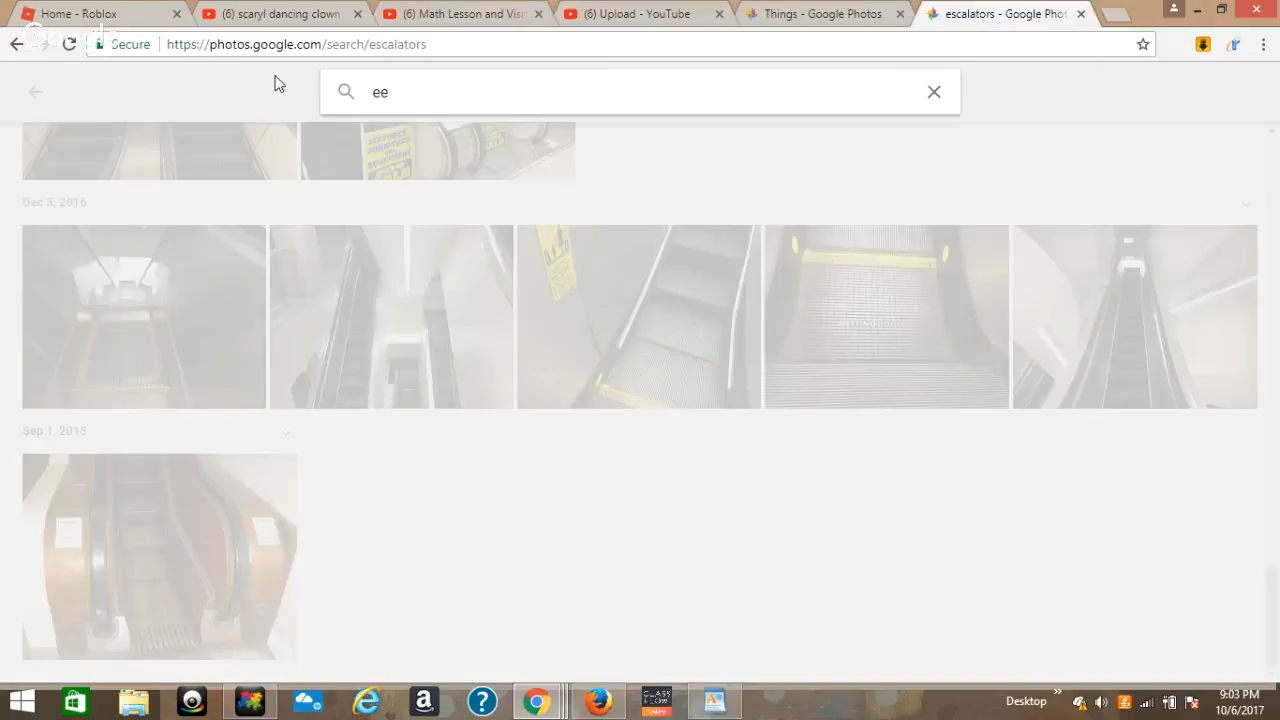 Home - Roblox
(6) scaryl dancing clown
(6) Math Lesson and Visi
(6) Upload - YouTube
Things - Google Photos
escalators - Google Phot
Secure
https://photos.google.com/search/escalators
ee
Dec 3, 2016
Sep 1, 2015
a
?
CLASS
FLOW
Desktop
9:03 PM
10/6/2017